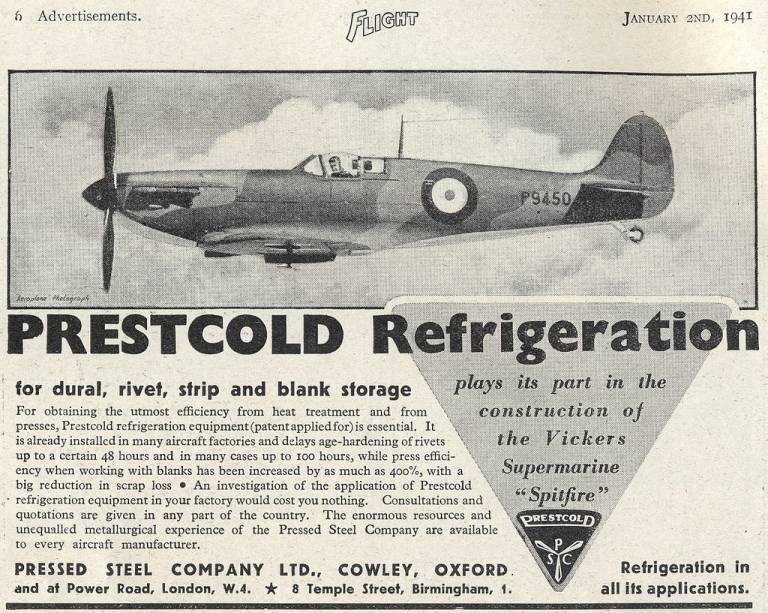 6 Advertisements.
FLIGHT
JANUARY 2ND, 1941
P9450
Aeroplane Photograph
PRESTCOLD Refrigeration
for dural, rivet, strip and blank storage
For obtaining the utmost efficiency from heat treatment and from
presses, Prestcold refrigeration equipment (patent applied for) is essential. It
is already installed in many aircraft factories and delays age-hardening of rivets
up to a certain 48 hours and in many cases up to 100 hours, while press effici-
ency when working with blanks has been increased by as much as 400%, with a
big reduction in scrap loss • An investigation of the application of Prestcold
refrigeration equipment in your factory would cost you nothing. Consultations and
quotations are given in any part of the country. The enormous resources and
unequalled metallurgical experience of the Pressed Steel Company are available
to every aircraft manufacturer.
plays its part in the
construction of
the Vickers
Supermarine
"Spitfire"
PRESTCOLD
P
S C
PRESSED STEEL COMPANY LTD., COWLEY, OXFORD
and at Power Road, London, W.4. ★ 8 Temple Street, Birmingham, 1.
Refrigeration in
all its applications.